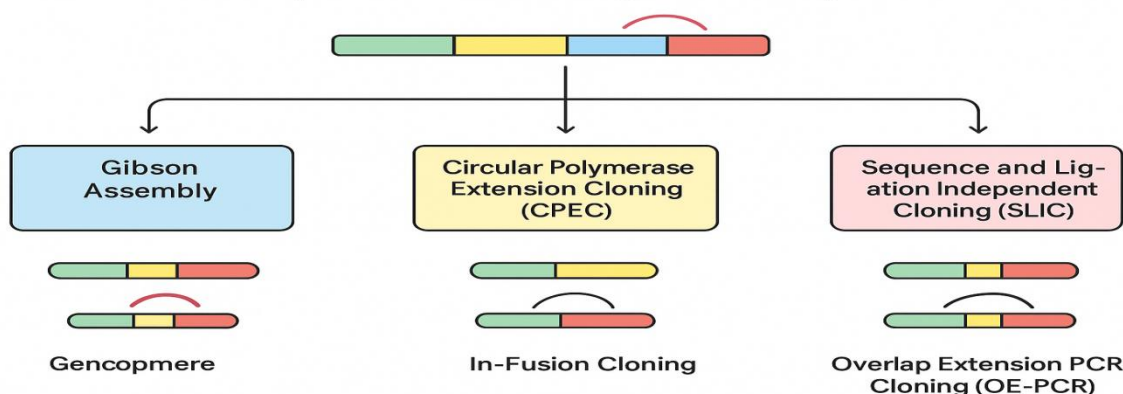 Gibson
Assembly
Circular Polymerase
Extension Cloning
(CPEC)
Sequence and Lig-
ation Independent
Cloning (SLIC)
Gencopmere
In-Fusion Cloning
Overlap Extension PCR
Cloning (OE-PCR)